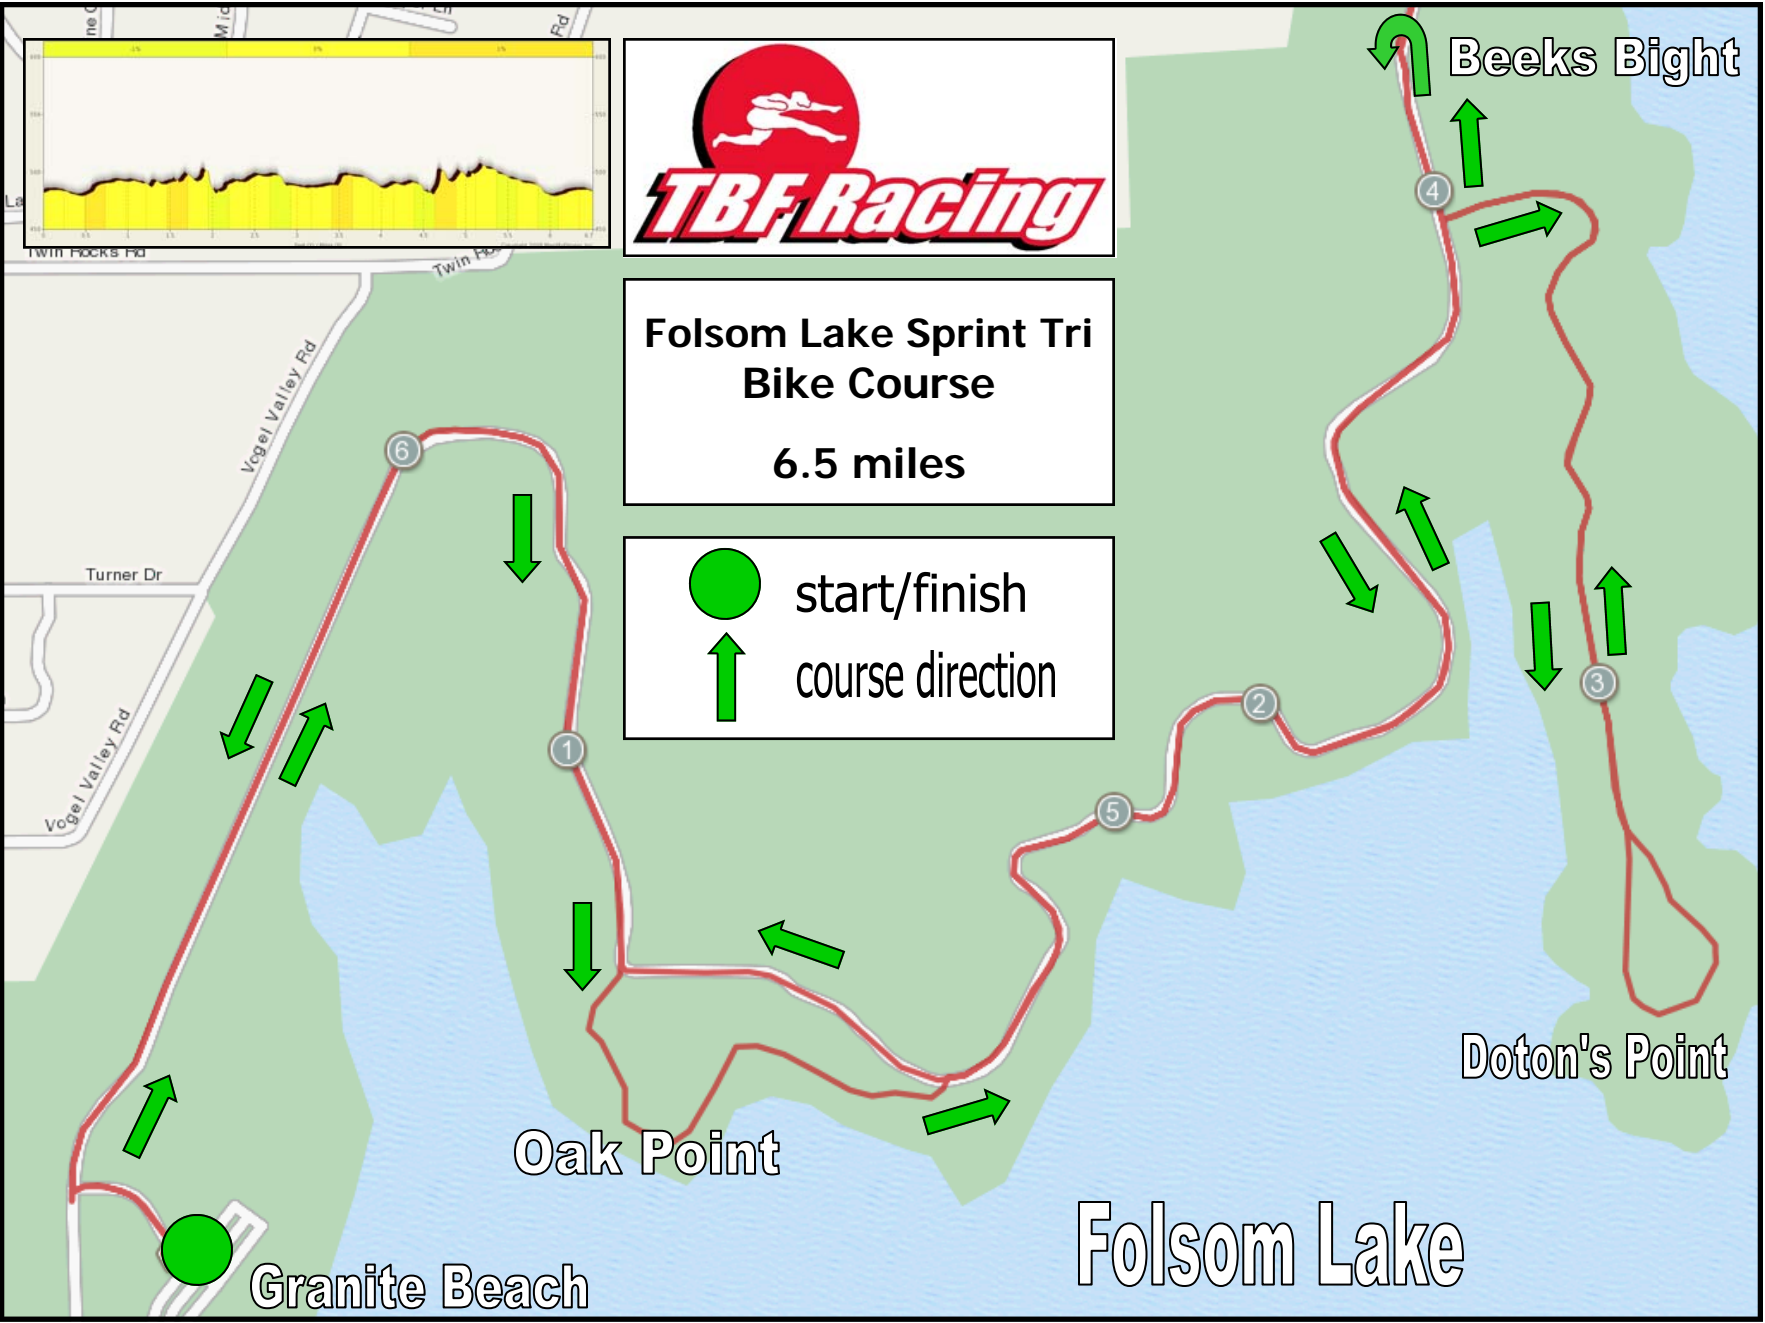 Rd
Twin Rocks Rd
TBF Racing
Beeks Bight
4
Folsom Lake Sprint Tri
Bike Course
6.5 miles
Vogel Valley Rd
6
start/finish
course direction
Turner Dr
3
2
1
Vogel Valley Rd
5
Doton's Point
Oak Point
Folsom Lake
Granite Beach